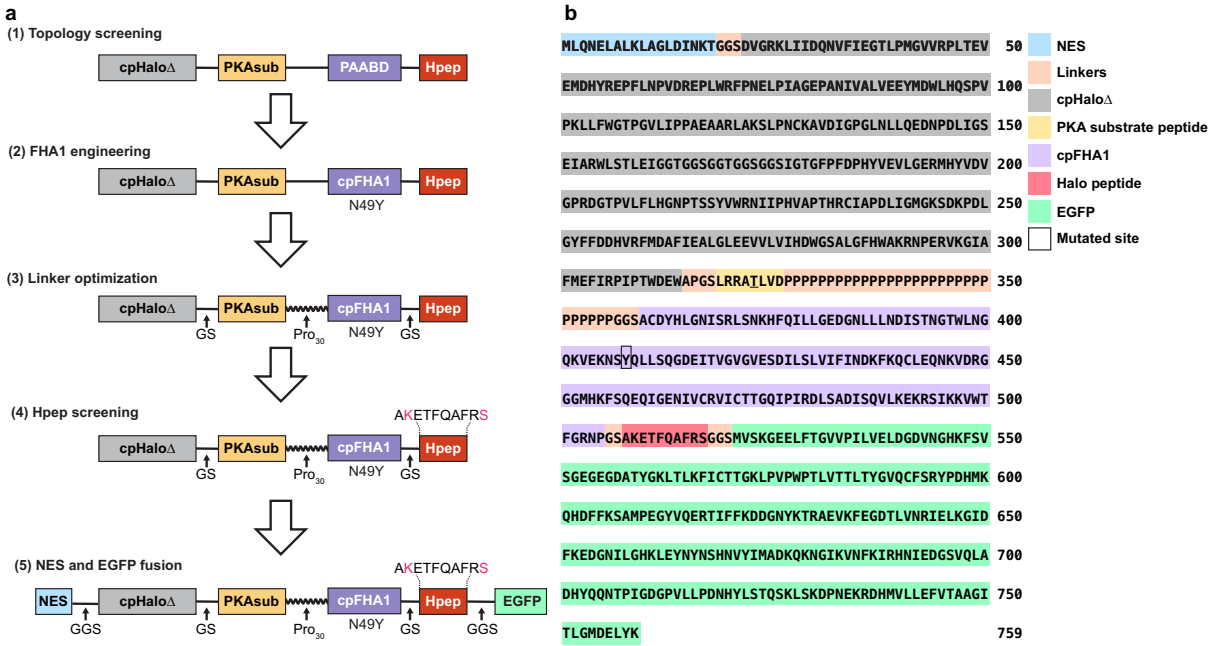 a
(1) Topology screening
cpHaloΔ PKAsub PAABD Hpep
(2) FHA1 engineering
cpHaloΔ PKAsub cpFHA1 Hpep
N49Y
(3) Linker optimization
cpHaloΔ PKAsub cpFHA1 Hpep
GS Pro30 N49Y GS
(4) Hpep screening
AKETFQAFRS
cpHaloΔ PKAsub cpFHA1 Hpep
GS Pro30 N49Y GS
(5) NES and EGFP fusion
AKETFQAFRS
NES cpHaloΔ PKAsub cpFHA1 Hpep EGFP
GGS GS Pro30 N49Y GS GGS
b
MLQNELALKLAGLDINKTGGSDVGRKLIIDQNVFIEGTLPMGVVRPLTEV 50
EMDHYREPFLNPVDREPLWRFPNELPIAGEPANIVALVEEYMDWLHQSPV 100
PKLLFWGTPGVLIPPAEAARLAKSLPNCKAVDIGPGLNLLQEDNPDLIGS 150
EIARWLSTLEIGGTGGSGGTGGSGGSIGTGFPFDPHYVEVLGERMHYVDV 200
GPRDGTPVLFLHGNPTSSYVWRNIIPHVAPTHRCIAPDLIGMGKSDKPDL 250
GYFFDDHVRFMDAFIEALGLEEVVLVIHDWGSALGFHWAKRNPERVKGIA 300
FMEFIRPIPTWDEWAPGSLRRATLVDPPPPPPPPPPPPPPPPPPPPPPPP 350
PPPPPPGGSACDYHLGNISRLSNKHFQILLGEDGNLLLNDISTNGTWLNG 400
QKVEKNSYQLLSQGDEITVGVGVESDILSLVIFINDKFKQCLEQNKVDRG 450
GGMHKFSQEQIGENIVCRVICTTGQIPIRDLSADISQVLKEKRSIKKVWT 500
FGRNPGSAKETFQAFRSGGSMVSKGEELFTGVVPILVELDGDVNGHKFSV 550
SGEGEGDATYGKLTLKFICTTGKLPVPWPTLVTTLTYGVQCFSRYPDHMK 600
QHDFFKSAMPEGYVQERTIFFKDDGNYKTRAEVKFEGDTLVNRIELKGID 650
FKEDGNILGHKLEYNYNSHNVYIMADKQKNGIKVNFKIRHNIEDGSVQLA 700
DHYQQNTPIGDGPVLLPDNHYLSTQSKLSKDPNEKRDHMVLLEFVTAAGI 750
TLGMDELYK 759
NES
Linkers
cpHaloΔ
PKA substrate peptide
cpFHA1
Halo peptide
EGFP
Mutated site